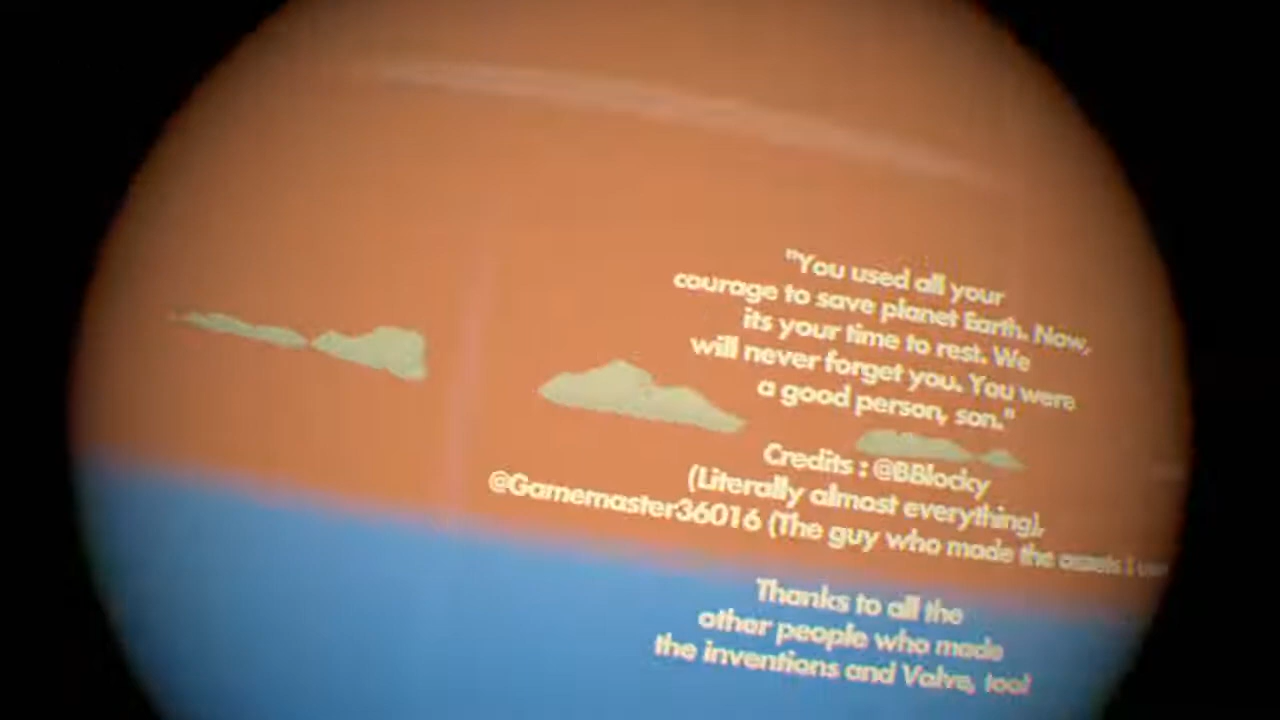 "You used all your
courage to save planet Earth. Now,
its your time to rest. We
will never forget you. You were
a good person, son."
Credits : @BBlocky
(Literally almost everything),
@Gamemaster36016 (The guy who made the assets I
Thanks to all the
other people who made
the inventions and Valve, too!